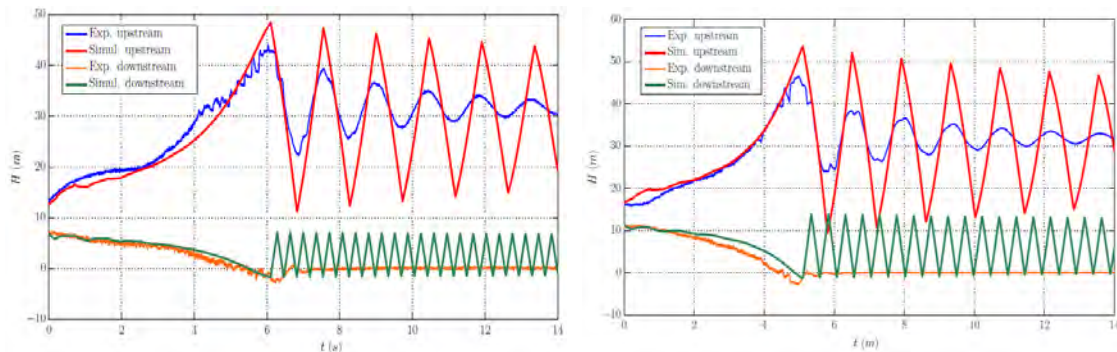 50
40
30
20
10
0
−10
H (m)
Exp. upstream
Simul. upstream
Exp. downstream
Simul. downstream
0 2 4 6 8 10 12 14
t (s)
60
50
40
30
20
10
0
−10
H (m)
Exp. upstream
Sim. upstream
Exp. downstream
Sim. downstream
0 2 4 6 8 10 12 14
t (m)